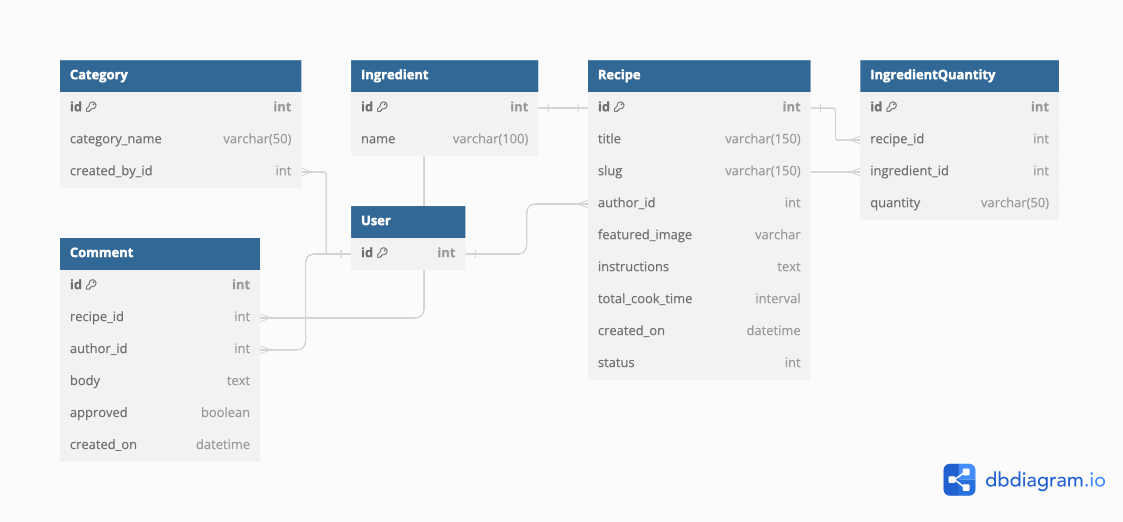 Category
id int
category_name varchar(50)
created_by_id int
Ingredient
id int
name varchar(100)
Recipe
id int
title varchar(150)
slug varchar(150)
author_id int
featured_image varchar
instructions text
total_cook_time interval
created_on datetime
status int
IngredientQuantity
id int
recipe_id int
ingredient_id int
quantity varchar(50)
User
id int
Comment
id int
recipe_id int
author_id int
body text
approved boolean
created_on datetime
dbdiagram.io